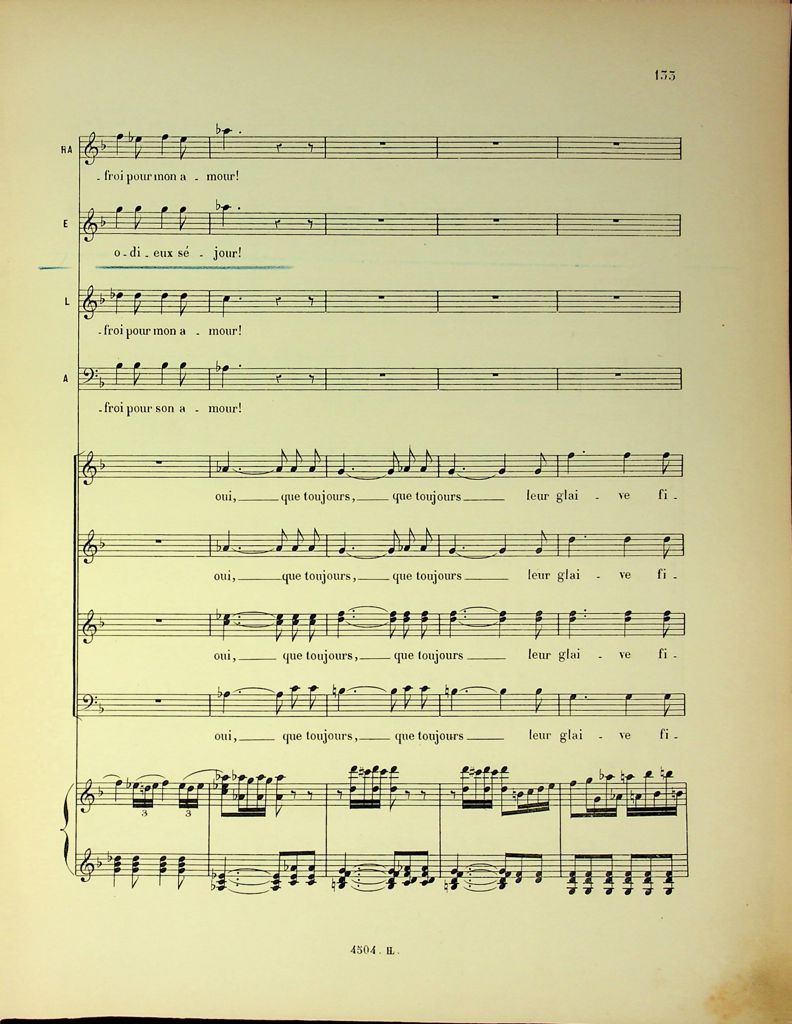 133
RA
- froi pour mon a - mour!
E
o - di - eux sé - jour!
L
- froi pour mon a - mour!
A
- froi pour son a - mour!
oui, que toujours, que toujours leur glai - ve fi -
oui, que toujours, que toujours leur glai - ve fi -
oui, que toujours, que toujours leur glai - ve fi -
oui, que toujours, que toujours leur glai - ve fi -
3 3
4504. H.